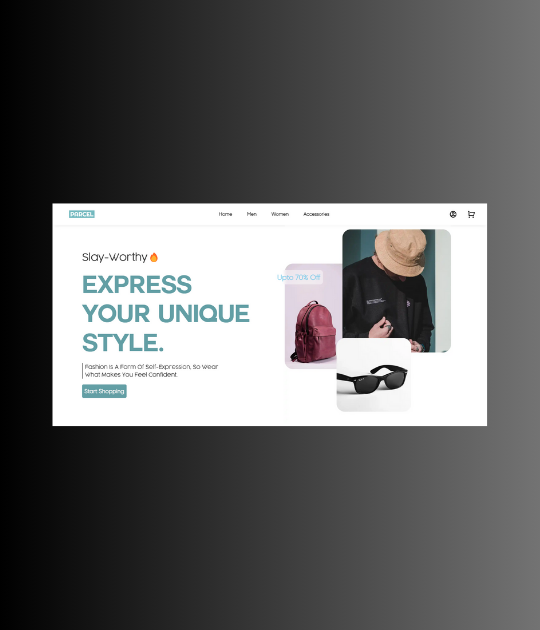 PARCEL
Home Men Women Accessories
Slay-Worthy🔥
EXPRESS
YOUR UNIQUE
STYLE.
Fashion Is A Form Of Self-Expression, So Wear
What Makes You Feel Confident.
Start Shopping
Upto 70% Off